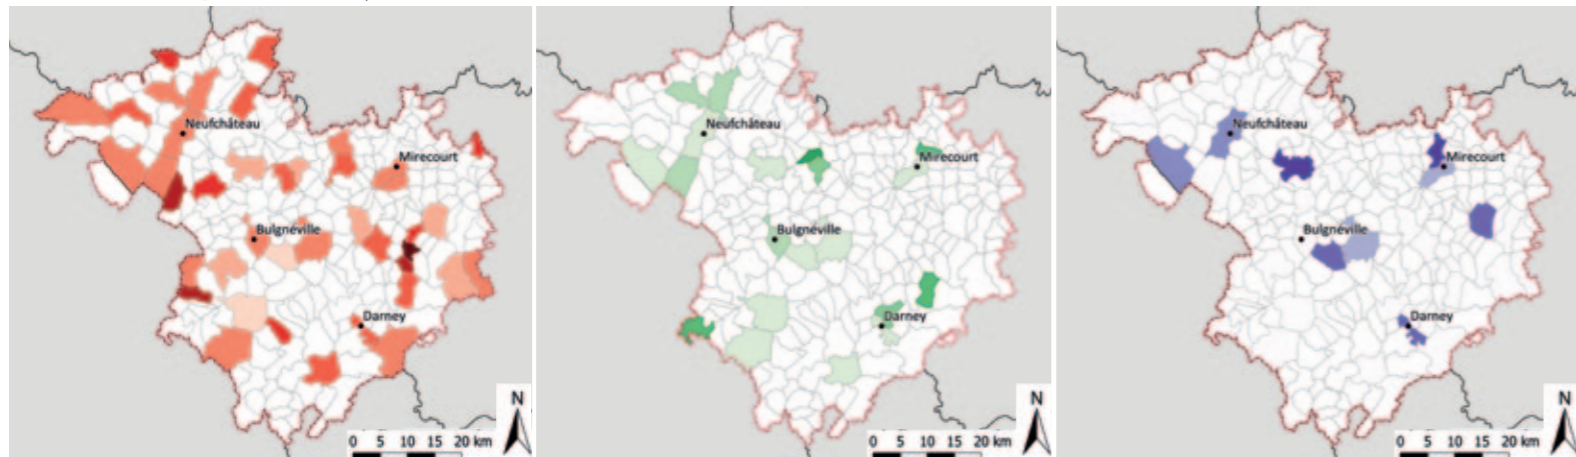 Neufchâteau
Mirecourt
Bulgnéville
Darney
N
0 5 10 15 20 km
Neufchâteau
Mirecourt
Bulgnéville
Darney
N
0 5 10 15 20 km
Neufchâteau
Mirecourt
Bulgnéville
Darney
N
0 5 10 15 20 km